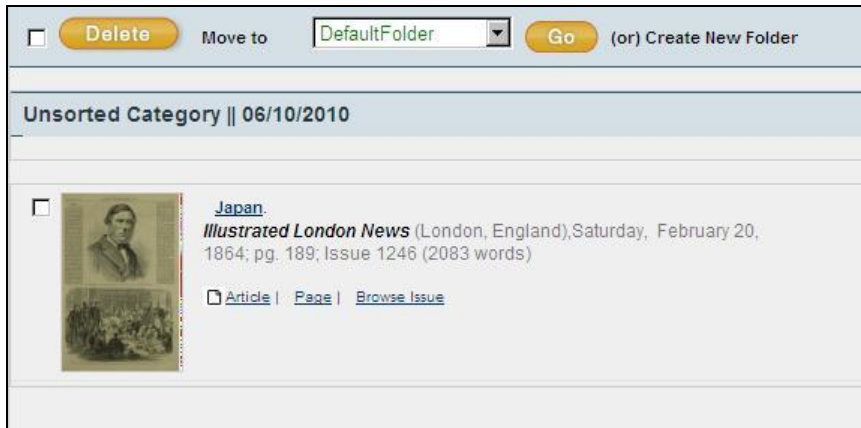 Delete Move to DefaultFolder Go (or) Create New Folder
Unsorted Category || 06/10/2010
Japan.
Illustrated London News (London, England),Saturday, February 20,
1864; pg. 189; Issue 1246 (2083 words)
Article | Page | Browse Issue